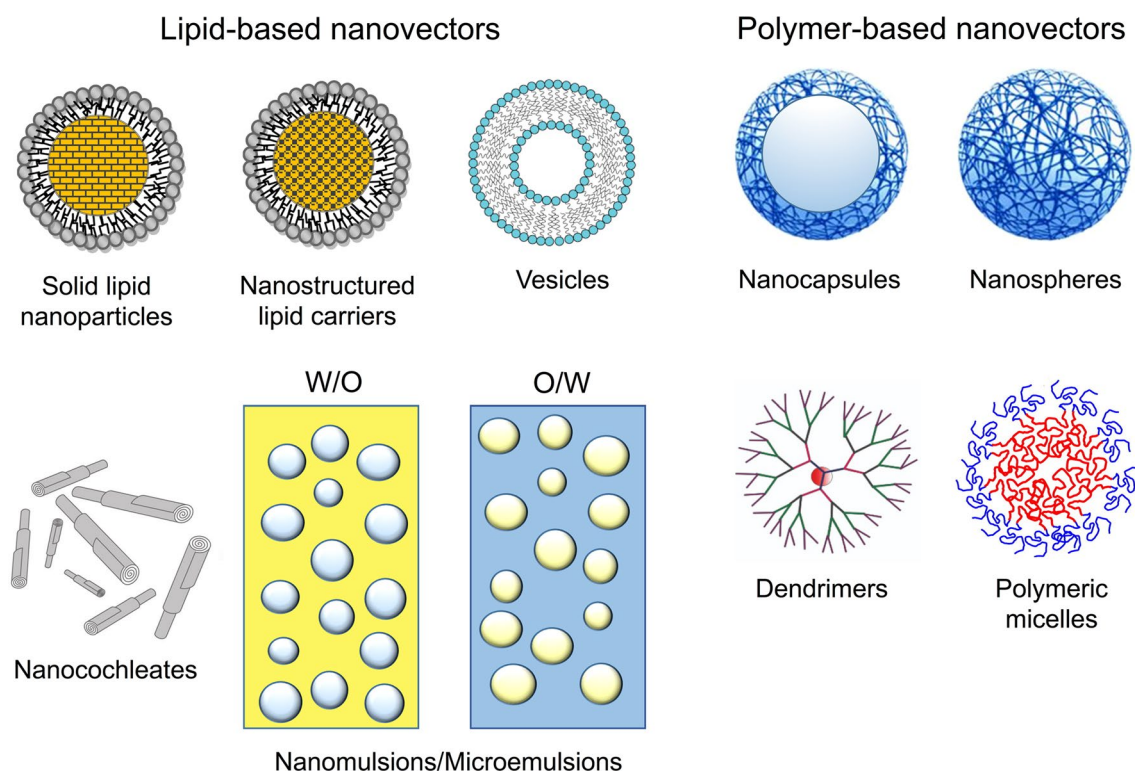 Lipid-based nanovectors
Polymer-based nanovectors
Solid lipid
nanoparticles
Nanostructured
lipid carriers
Vesicles
Nanocapsules
Nanospheres
W/O
O/W
Nanocochleates
Nanomulsions/Microemulsions
Dendrimers
Polymeric
micelles